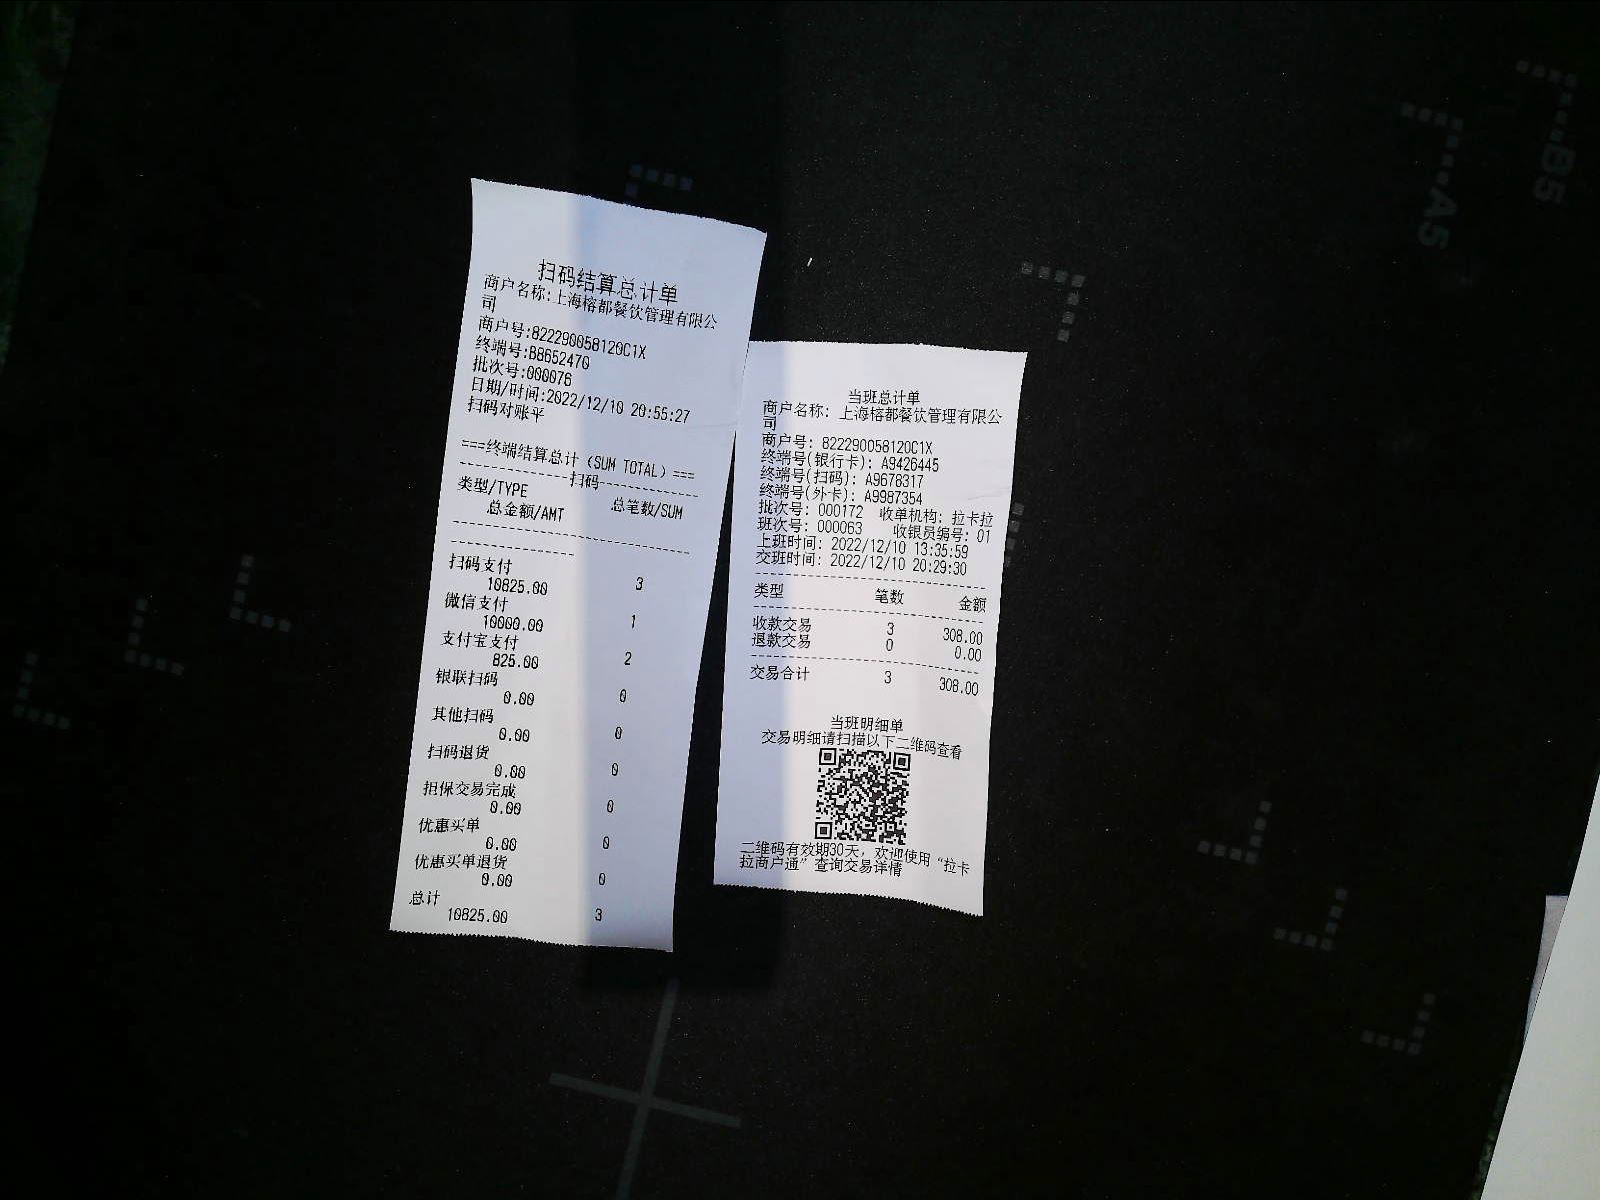 扫码结算总计单
商户名称:上海榕都餐饮管理有限公
司
商户号:822290058120C1X
终端号:B8652470
批次号:000076
日期/时间:2022/12/10 20:55:27
扫码对账平
===终端结算总计（SUM TOTAL）===
----------------扫码----------------
类型/TYPE 总笔数/SUM
总金额/AMT
扫码支付
10825.00 3
微信支付
10000.00 1
支付宝支付
825.00 2
银联扫码
0.00 0
其他扫码
0.00 0
扫码退货
0.00 0
担保交易完成
0.00 0
优惠买单
0.00 0
优惠买单退货
0.00 0
总计
10825.00 3
当班总计单
商户名称: 上海榕都餐饮管理有限公
司
商户号: 822290058120C1X
终端号(银行卡): A9426445
终端号(扫码): A9678317
终端号(外卡): A9987354
批次号: 000172 收单机构: 拉卡拉
班次号: 000063 收银员编号: 01
上班时间: 2022/12/10 13:35:59
交班时间: 2022/12/10 20:29:30
类型 笔数 金额
收款交易 3 308.00
退款交易 0 0.00
交易合计 3 308.00
当班明细单
交易明细请扫描以下二维码查看
二维码有效期30天，欢迎使用“拉卡
拉商户通”查询交易详情
A5
B5